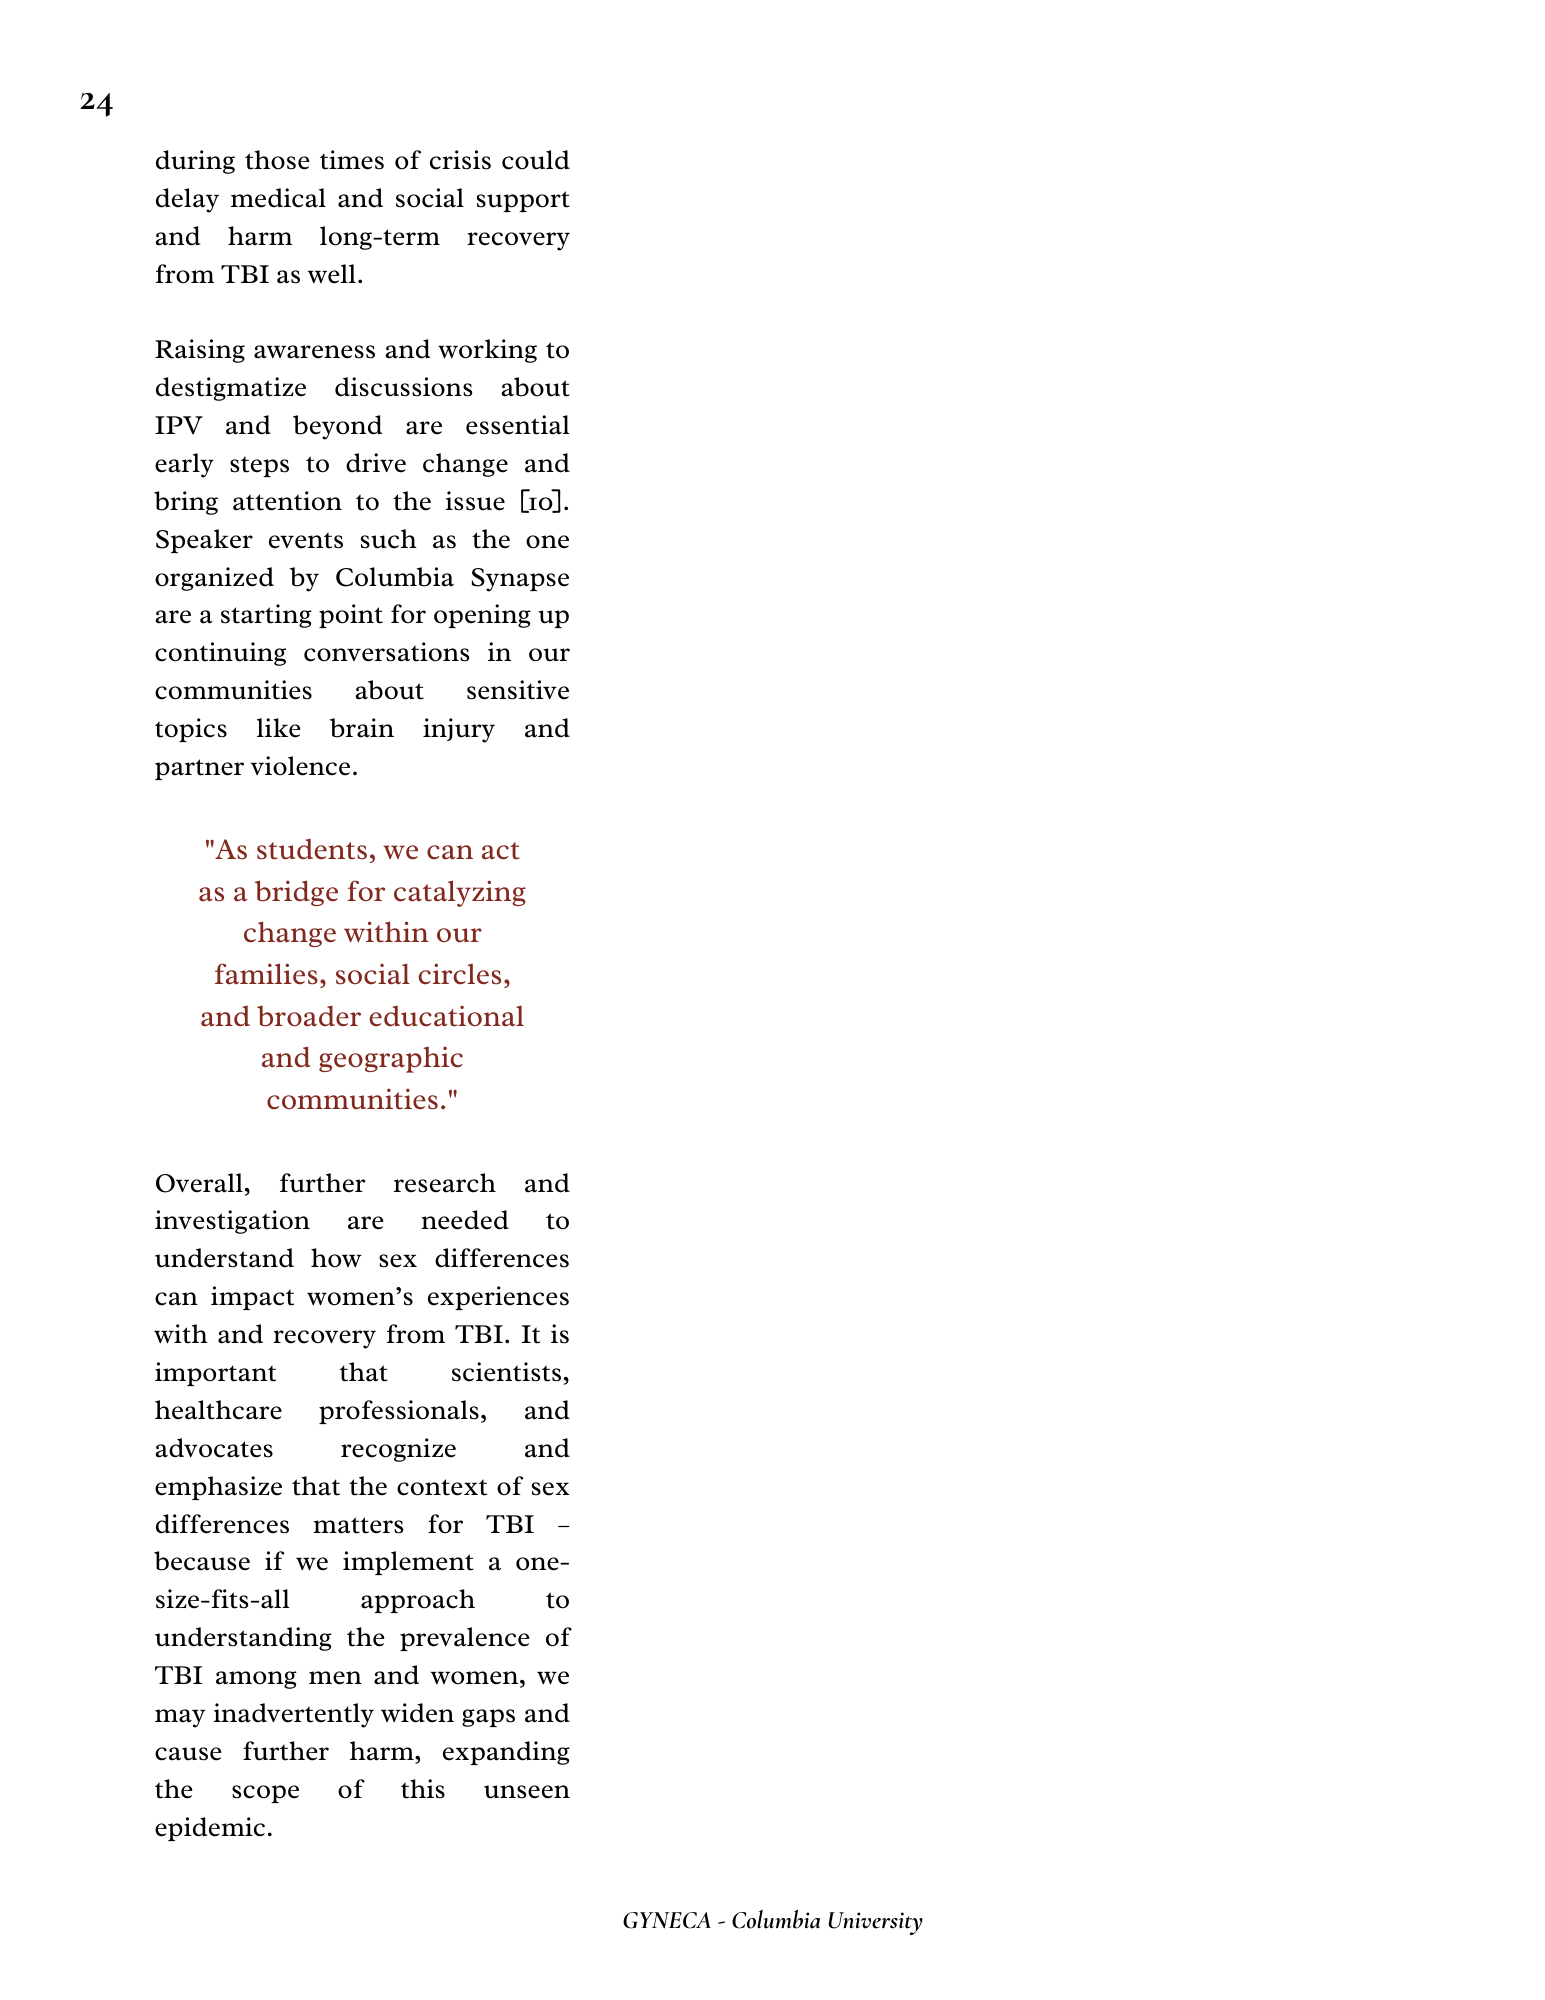 24
during those times of crisis could
delay medical and social support
and harm long-term recovery
from TBI as well.
Raising awareness and working to
destigmatize discussions about
IPV and beyond are essential
early steps to drive change and
bring attention to the issue [10].
Speaker events such as the one
organized by Columbia Synapse
are a starting point for opening up
continuing conversations in our
communities about sensitive
topics like brain injury and
partner violence.
"As students, we can act
as a bridge for catalyzing
change within our
families, social circles,
and broader educational
and geographic
communities."
Overall, further research and
investigation are needed to
understand how sex differences
can impact women’s experiences
with and recovery from TBI. It is
important that scientists,
healthcare professionals, and
advocates recognize and
emphasize that the context of sex
differences matters for TBI –
because if we implement a one-
size-fits-all approach to
understanding the prevalence of
TBI among men and women, we
may inadvertently widen gaps and
cause further harm, expanding
the scope of this unseen
epidemic.
GYNECA - Columbia University